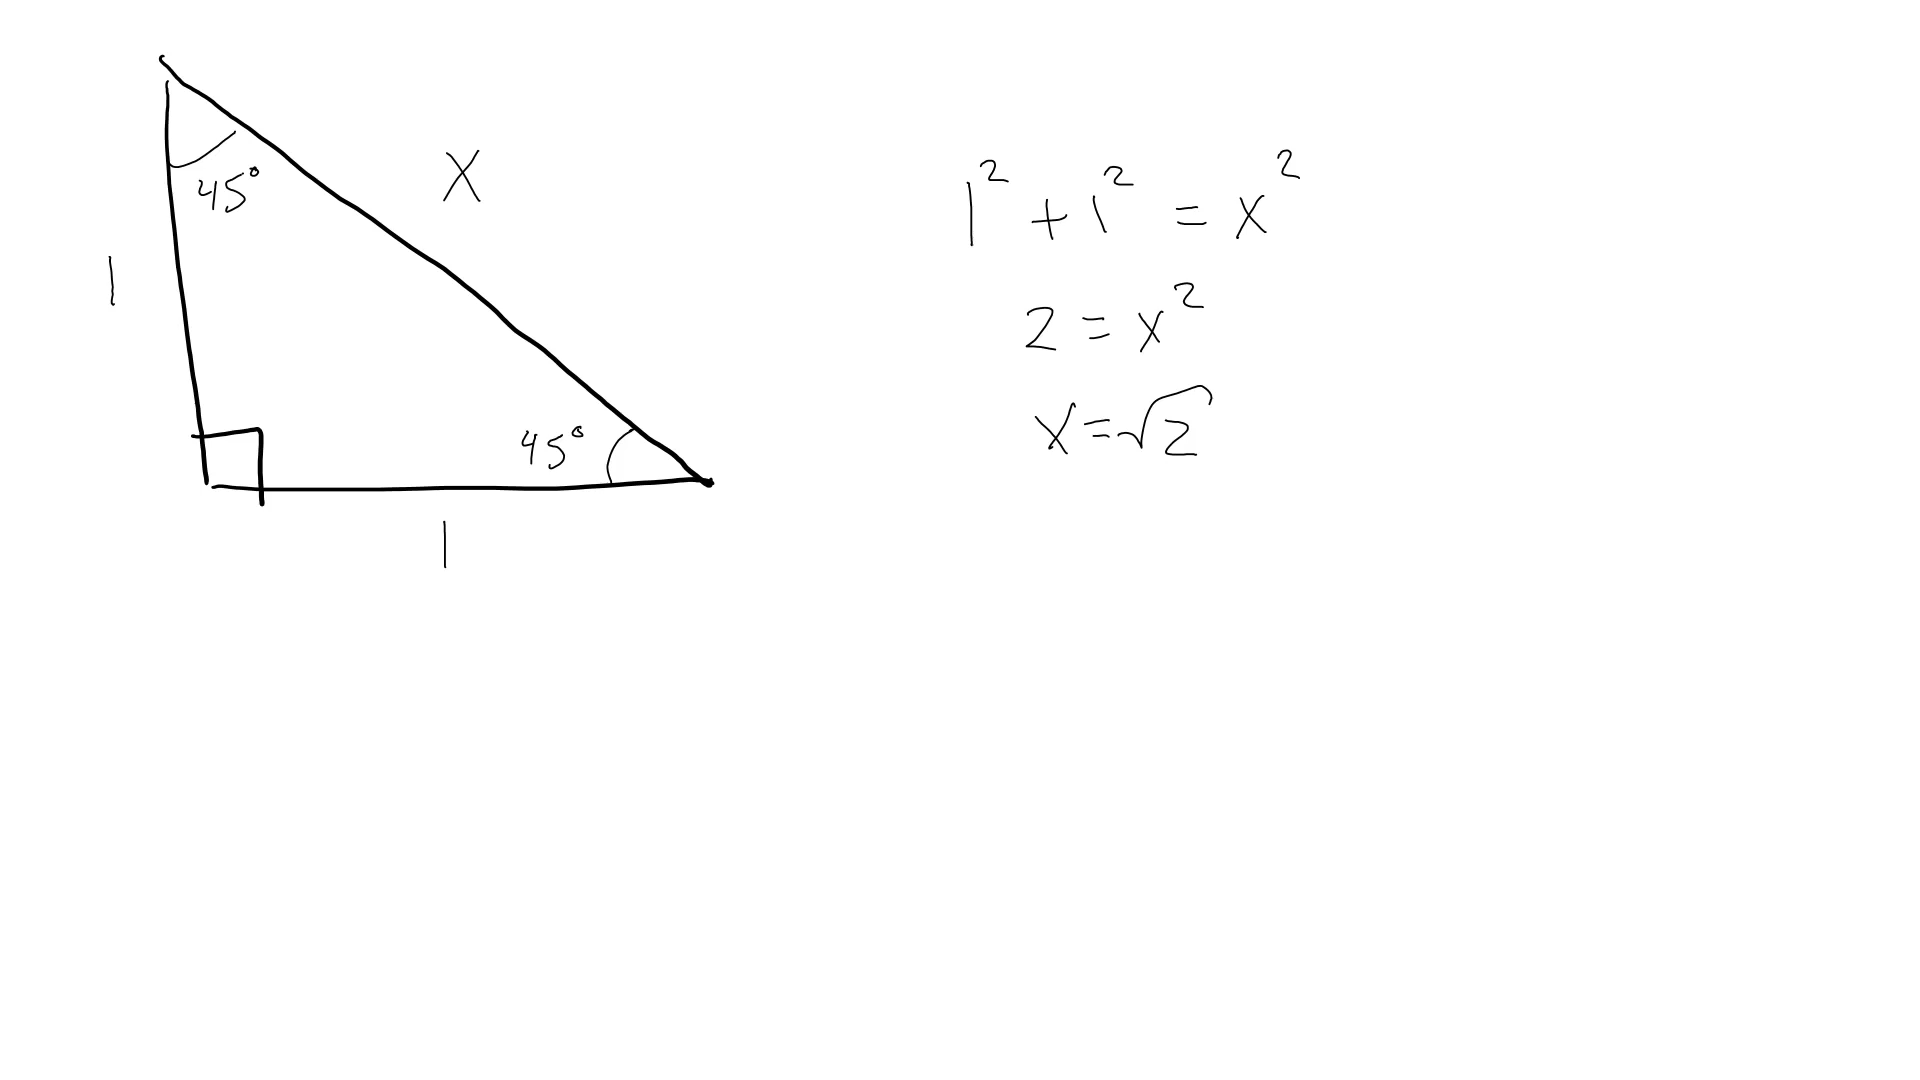 X
45°
1
45°
1
1² + 1² = x²
2 = x²
x = √2